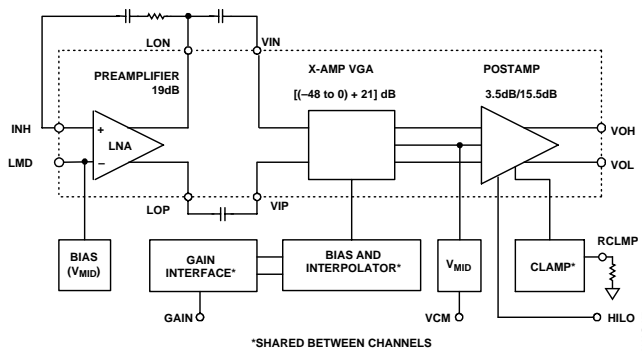 LON
VIN
PREAMPLIFIER
19dB
X-AMP VGA
[(–48 to 0) + 21] dB
POSTAMP
3.5dB/15.5dB
INH
+
LNA
–
LMD
VOH
VOL
LOP
VIP
BIAS
(VMID)
GAIN
INTERFACE*
BIAS AND
INTERPOLATOR*
VMID
CLAMP*
RCLMP
GAIN
VCM
HILO
*SHARED BETWEEN CHANNELS